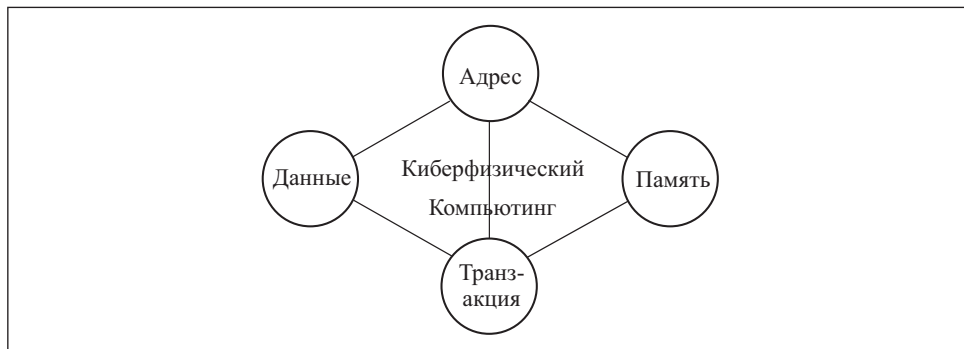 Адрес
Данные
Киберфизический
Память
Компьютинг
Транз-
акция